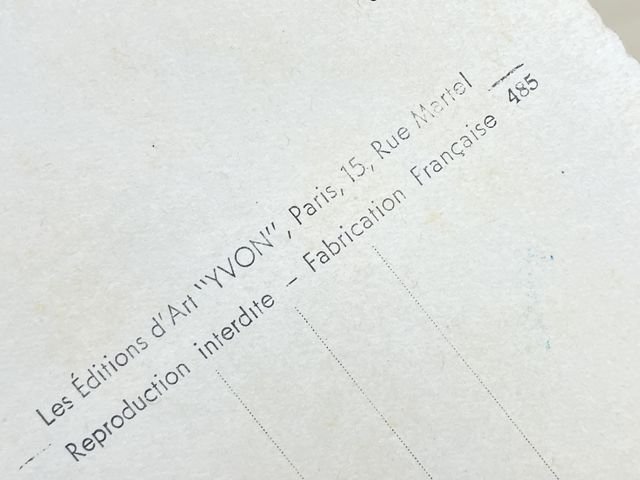 Les Éditions d'Art "YVON", Paris, 15, Rue Martel —
— Reproduction interdite — Fabrication Française 485